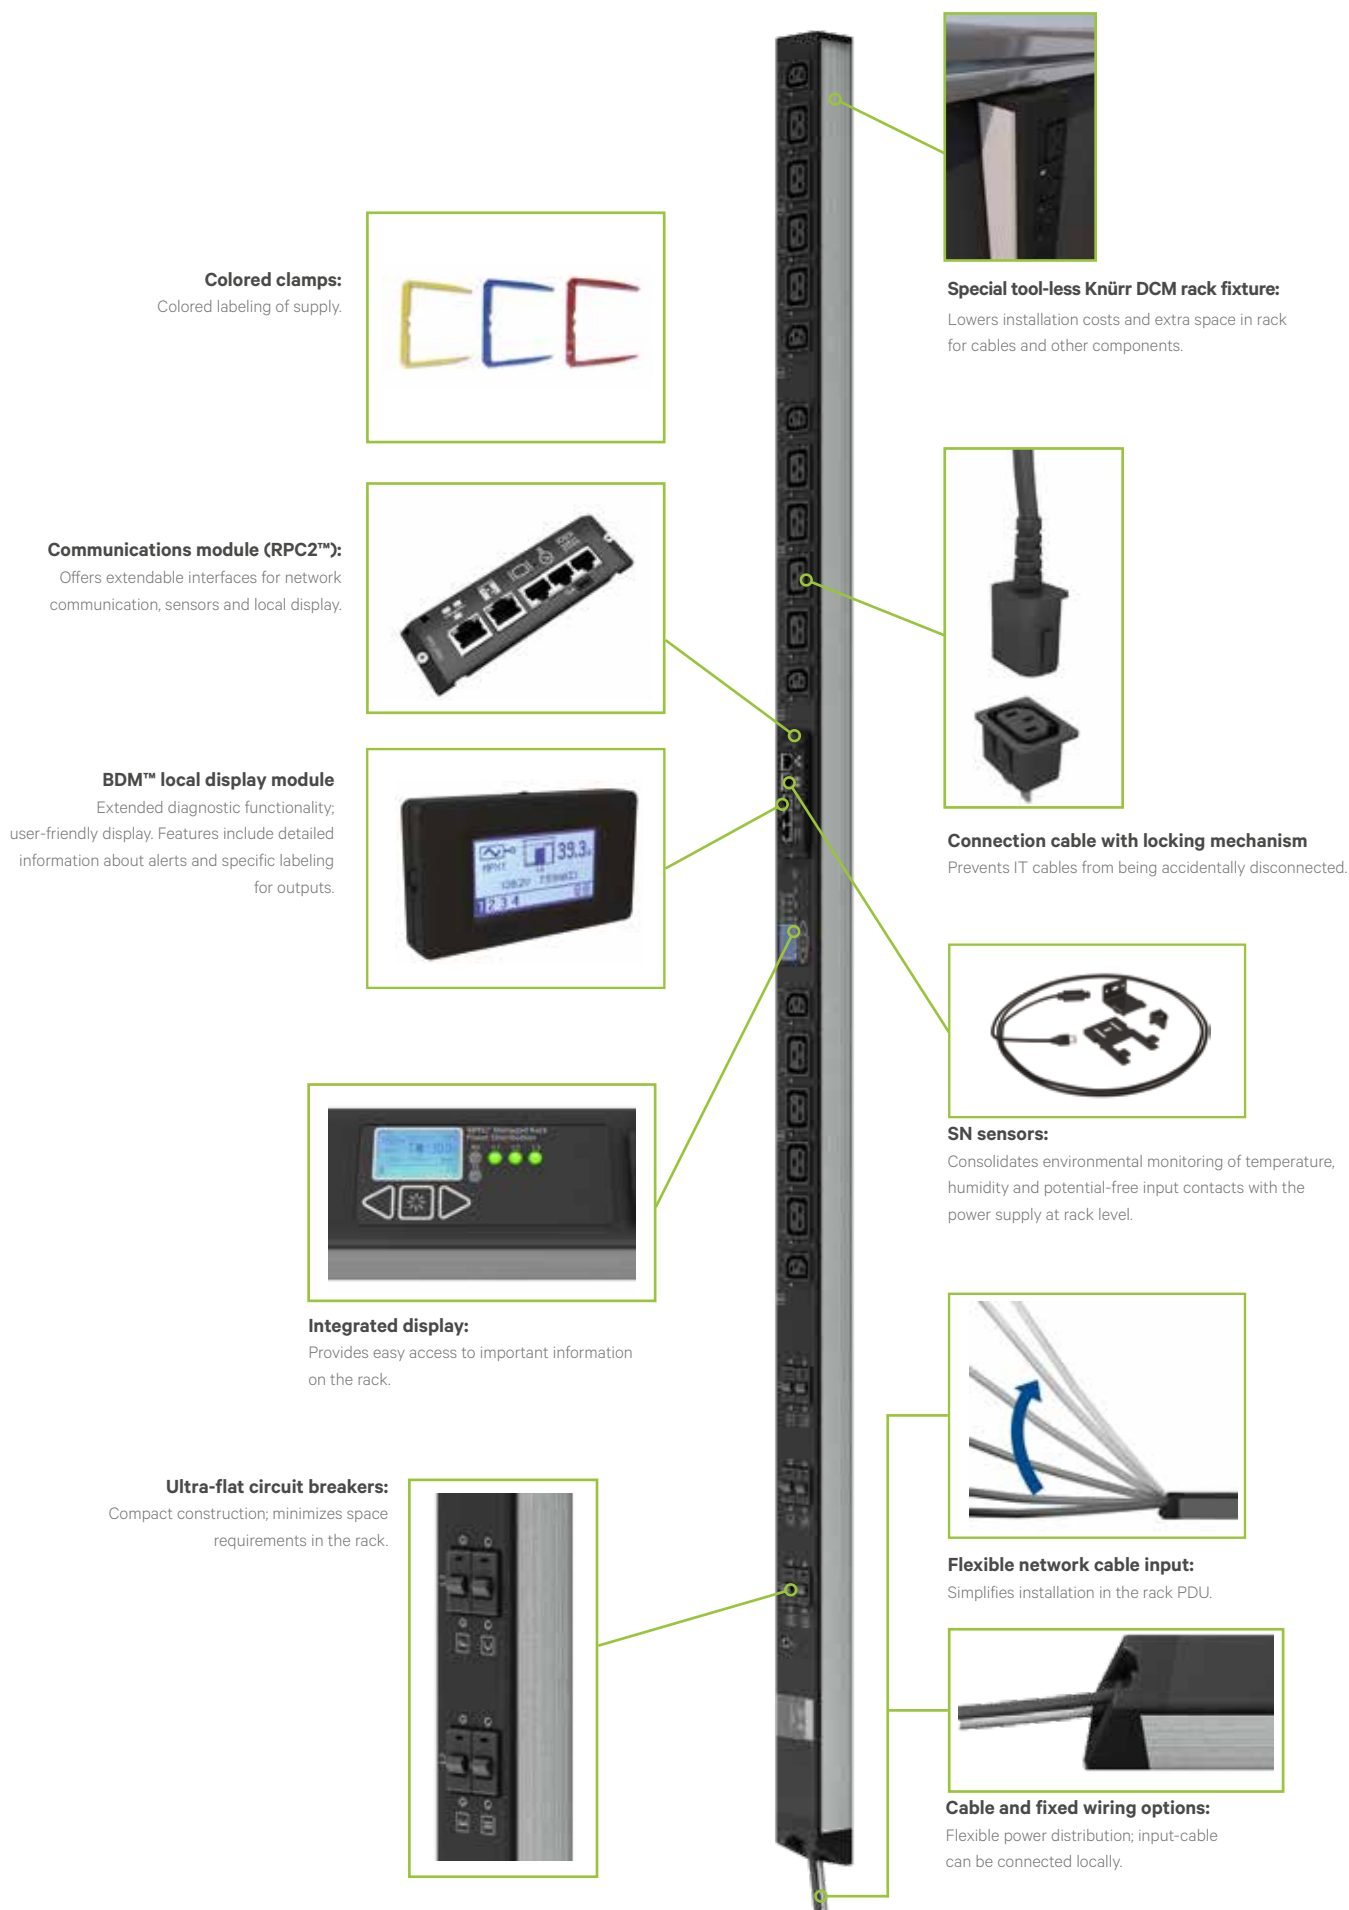 Special tool-less Knürr DCM rack fixture:
Lowers installation costs and extra space in rack
for cables and other components.
Colored clamps:
Colored labeling of supply.
Communications module (RPC2™):
Offers extendable interfaces for network
communication, sensors and local display.
BDM™ local display module
Extended diagnostic functionality;
user-friendly display. Features include detailed
information about alerts and specific labeling
for outputs.
39.3
1 2 3 4
Connection cable with locking mechanism
Prevents IT cables from being accidentally disconnected.
SN sensors:
Consolidates environmental monitoring of temperature,
humidity and potential-free input contacts with the
power supply at rack level.
Integrated display:
Provides easy access to important information
on the rack.
Ultra-flat circuit breakers:
Compact construction; minimizes space
requirements in the rack.
Flexible network cable input:
Simplifies installation in the rack PDU.
Cable and fixed wiring options:
Flexible power distribution; input-cable
can be connected locally.